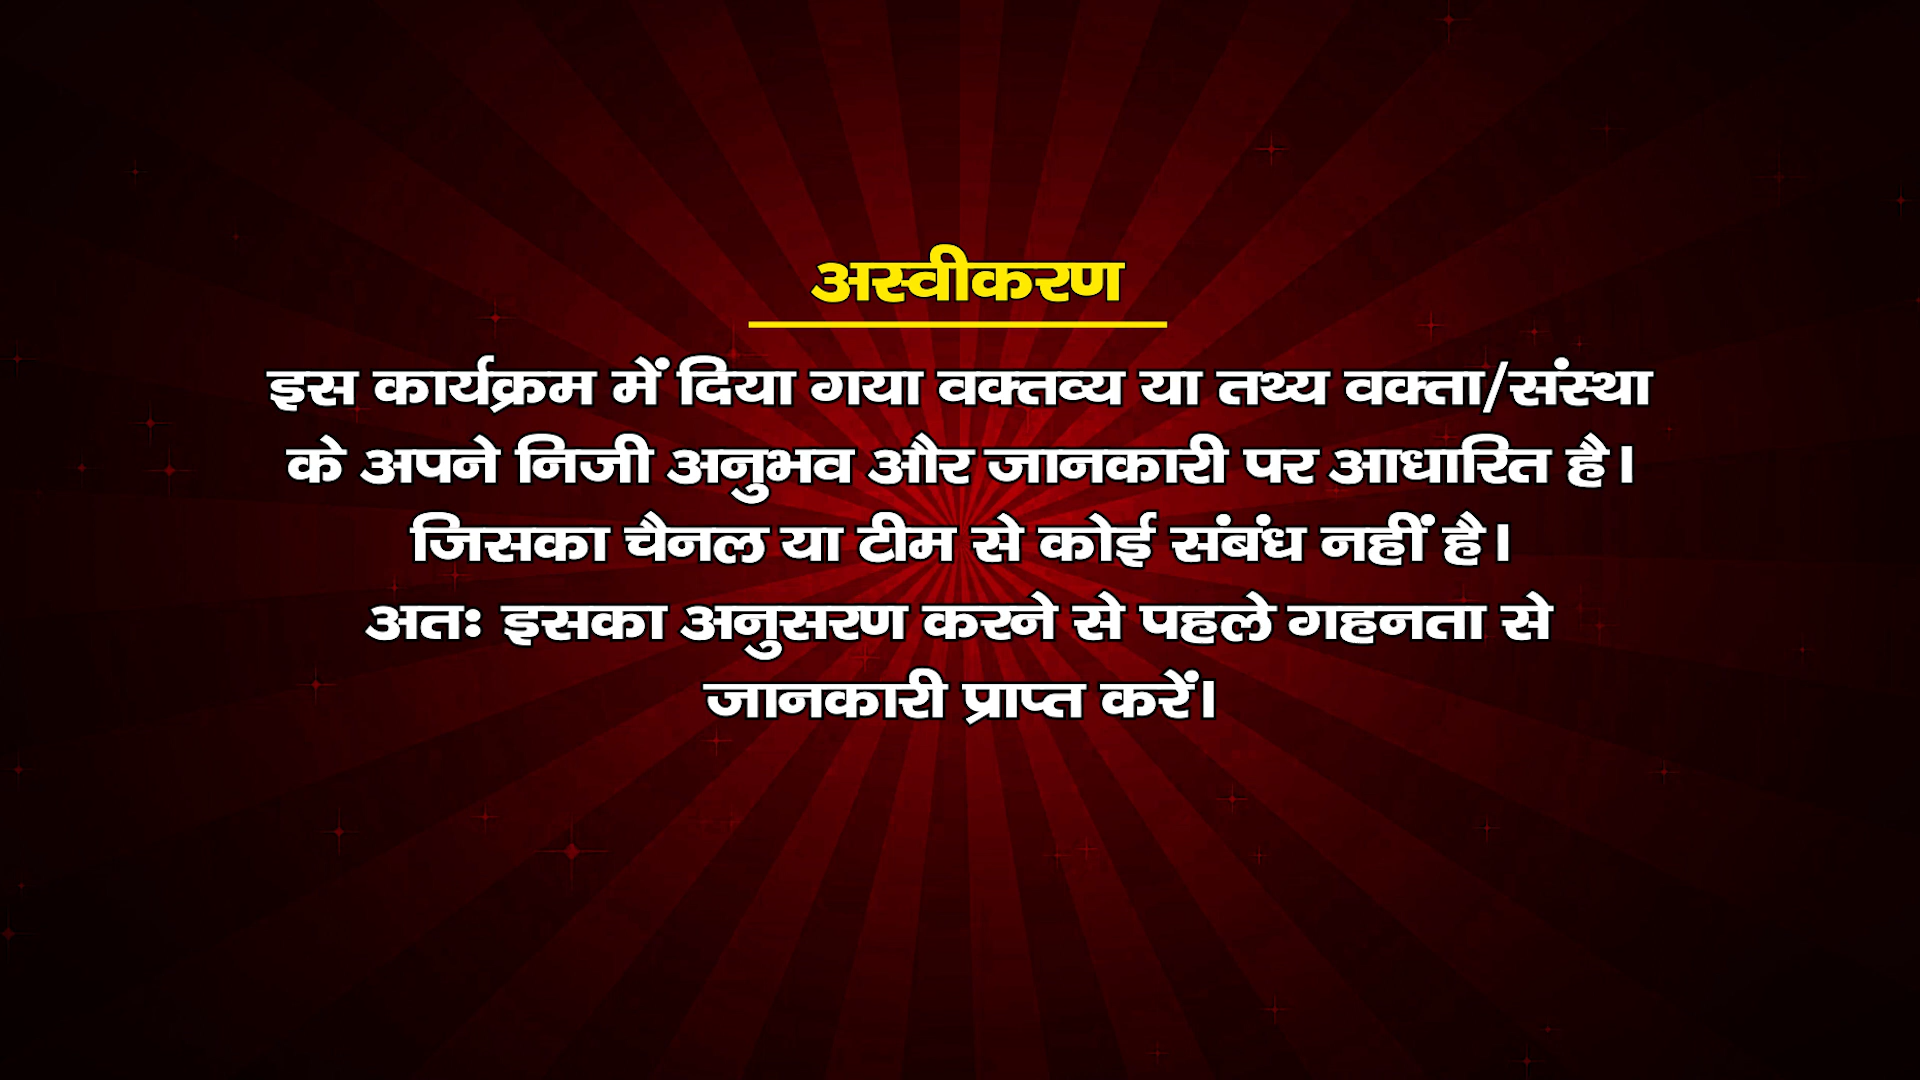 अस्वीकरण
इस कार्यक्रम में दिया गया वक्तव्य या तथ्य वक्ता/संस्था
के अपने निजी अनुभव और जानकारी पर आधारित है।
जिसका चैनल या टीम से कोई संबंध नहीं है।
अतः इसका अनुसरण करने से पहले गहनता से
जानकारी प्राप्त करें।